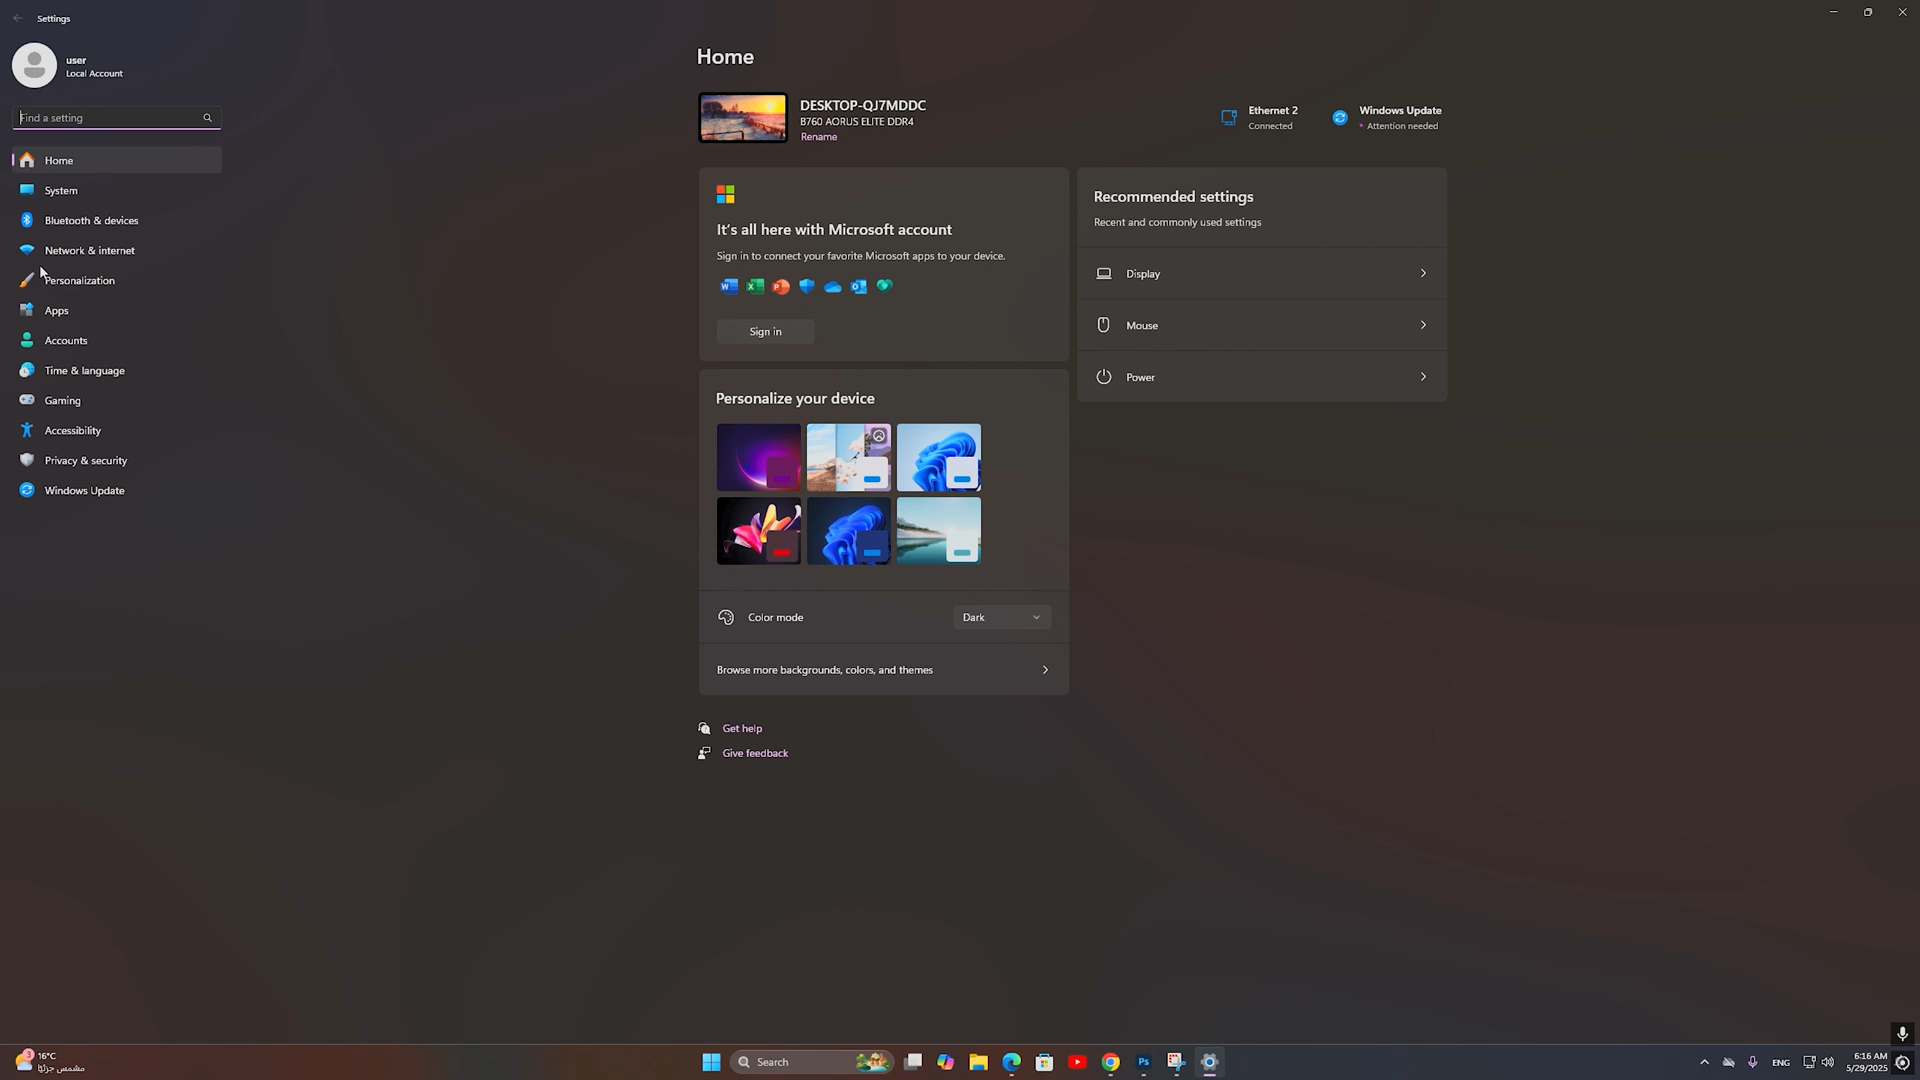 Settings
user
Local Account
Find a setting
Home
System
Bluetooth & devices
Network & internet
Personalization
Apps
Accounts
Time & language
Gaming
Accessibility
Privacy & security
Windows Update
Home
DESKTOP-QJ7MDDC
B760 AORUS ELITE DDR4
Rename
Ethernet 2
Connected
Windows Update
• Attention needed
It's all here with Microsoft account
Sign in to connect your favorite Microsoft apps to your device.
Sign in
Personalize your device
Color mode
Dark
Browse more backgrounds, colors, and themes
Get help
Give feedback
Recommended settings
Recent and commonly used settings
Display
Mouse
Power
3
16°C
مشمس جزئيًا
Search
Ps
ENG
6:16 AM
5/29/2025